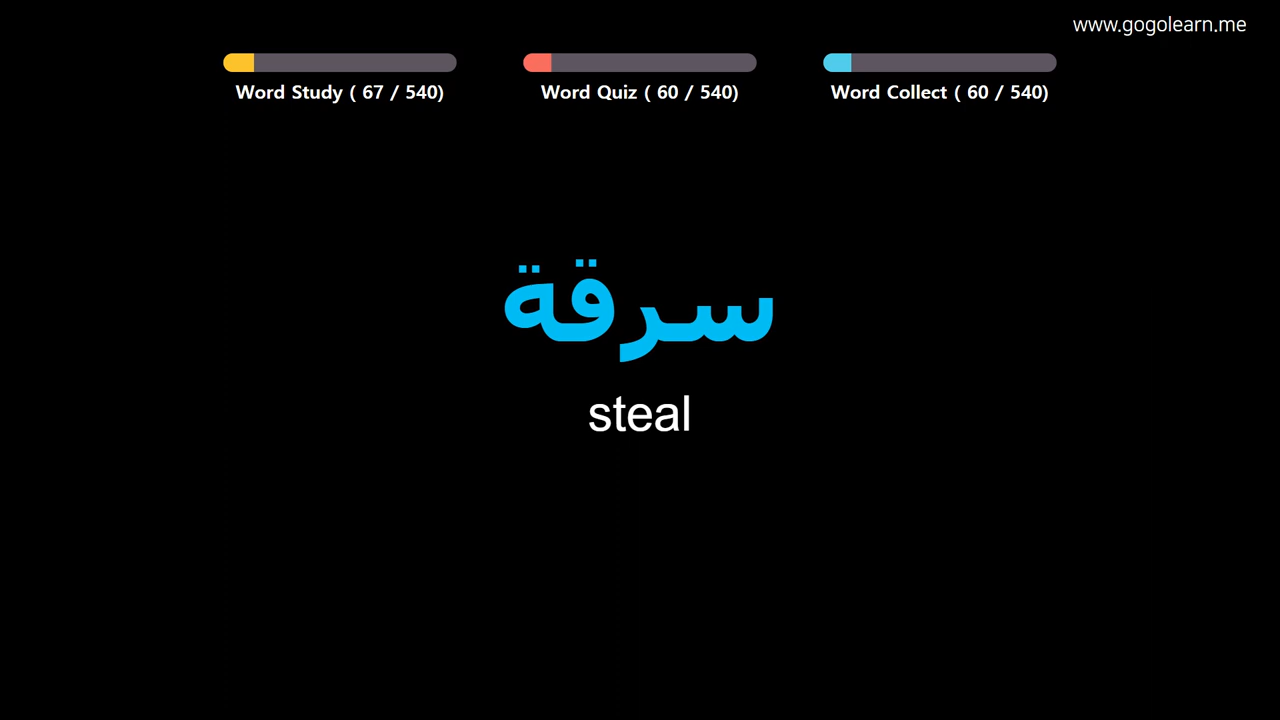 www.gogolearn.me
Word Study ( 67 / 540)
Word Quiz ( 60 / 540)
Word Collect ( 60 / 540)
سرقة
steal